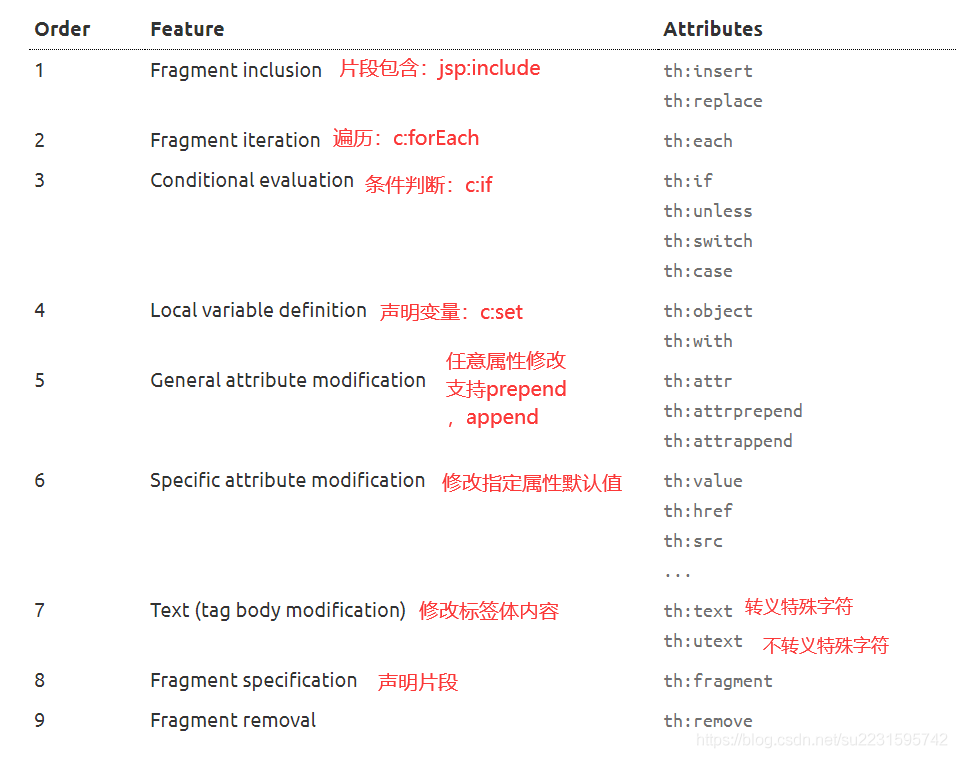 Order Feature Attributes
1 Fragment inclusion 片段包含：jsp:include th:insert
th:replace
2 Fragment iteration 遍历：c:forEach th:each
3 Conditional evaluation 条件判断：c:if th:if
th:unless
th:switch
th:case
4 Local variable definition 声明变量：c:set th:object
th:with
5 General attribute modification 任意属性修改 th:attr
支持prepend th:attrprepend
，append th:attrappend
6 Specific attribute modification 修改指定属性默认值 th:value
th:href
th:src
...
7 Text (tag body modification) 修改标签体内容 th:text 转义特殊字符
th:utext 不转义特殊字符
8 Fragment specification 声明片段 th:fragment
9 Fragment removal th:remove
https://blog.csdn.net/su2231595742